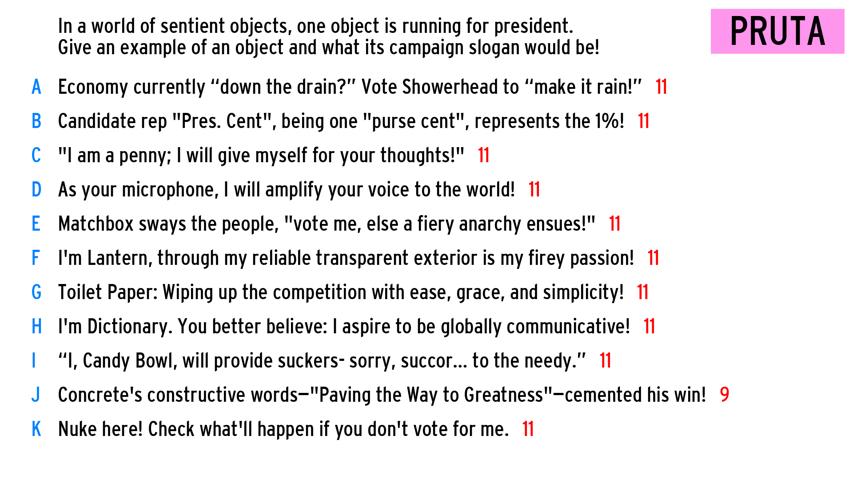 In a world of sentient objects, one object is running for president.
Give an example of an object and what its campaign slogan would be!
PRUTA
A Economy currently “down the drain?” Vote Showerhead to “make it rain!” 11
B Candidate rep "Pres. Cent", being one "purse cent", represents the 1%! 11
C "I am a penny; I will give myself for your thoughts!" 11
D As your microphone, I will amplify your voice to the world! 11
E Matchbox sways the people, "vote me, else a fiery anarchy ensues!" 11
F I'm Lantern, through my reliable transparent exterior is my firey passion! 11
G Toilet Paper: Wiping up the competition with ease, grace, and simplicity! 11
H I'm Dictionary. You better believe: I aspire to be globally communicative! 11
I “I, Candy Bowl, will provide suckers- sorry, succor... to the needy.” 11
J Concrete's constructive words—"Paving the Way to Greatness"—cemented his win! 9
K Nuke here! Check what'll happen if you don't vote for me. 11